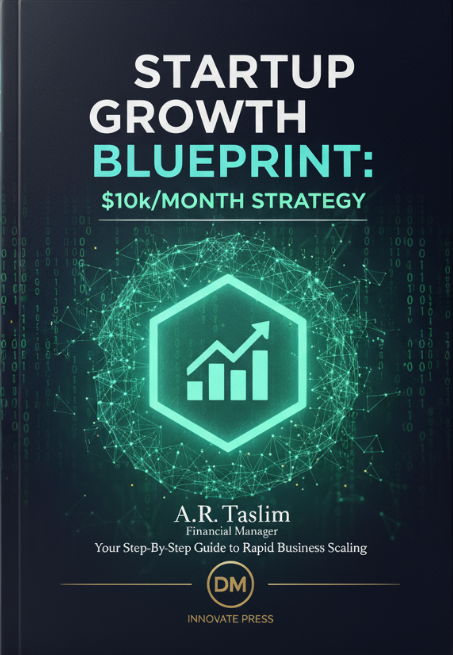 STARTUP
GROWTH
BLUEPRINT:
$10k/MONTH STRATEGY
A.R. Taslim
Financial Manager
Your Step-By-Step Guide to Rapid Business Scaling
DM
INNOVATE PRESS